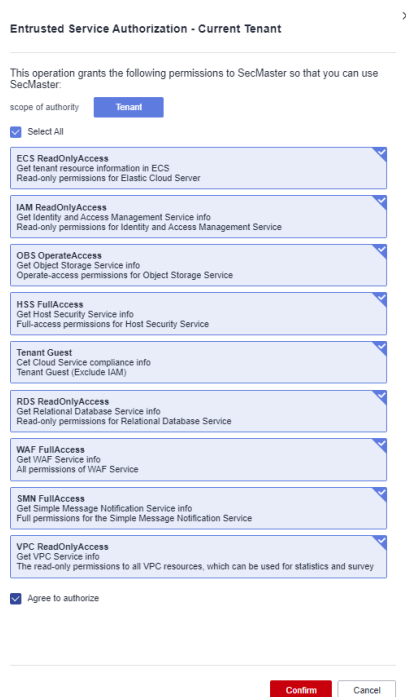 Entrusted Service Authorization - Current Tenant
This operation grants the following permissions to SecMaster so that you can use
SecMaster:
scope of authority
Tenant
Select All
ECS ReadOnlyAccess
Get tenant resource information in ECS
Read-only permissions for Elastic Cloud Server
IAM ReadOnlyAccess
Get Identity and Access Management Service info
Read-only permissions for Identity and Access Management Service
OBS OperateAccess
Get Object Storage Service info
Operate-access permissions for Object Storage Service
HSS FullAccess
Get Host Security Service info
Full-access permissions for Host Security Service
Tenant Guest
Cet Cloud Service compliance info
Tenant Guest (Exclude IAM)
RDS ReadOnlyAccess
Get Relational Database Service info
Read-only permissions for Relational Database Service
WAF FullAccess
Get WAF Service info
All permissions of WAF Service
SMN FullAccess
Get Simple Message Notification Service info
Full permissions for the Simple Message Notification Service
VPC ReadOnlyAccess
Get VPC Service info
The read-only permissions to all VPC resources, which can be used for statistics and survey
Agree to authorize
Confirm
Cancel